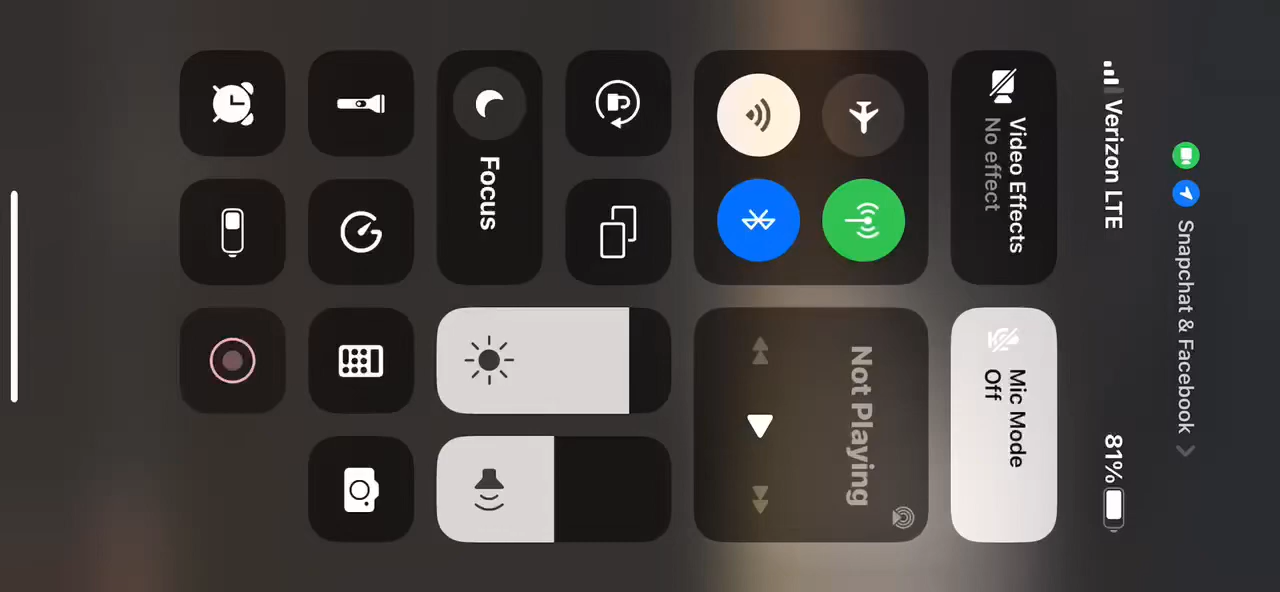 Snapchat & Facebook
Verizon LTE
81%
Video Effects
No effect
Mic Mode
Off
Not Playing
Focus